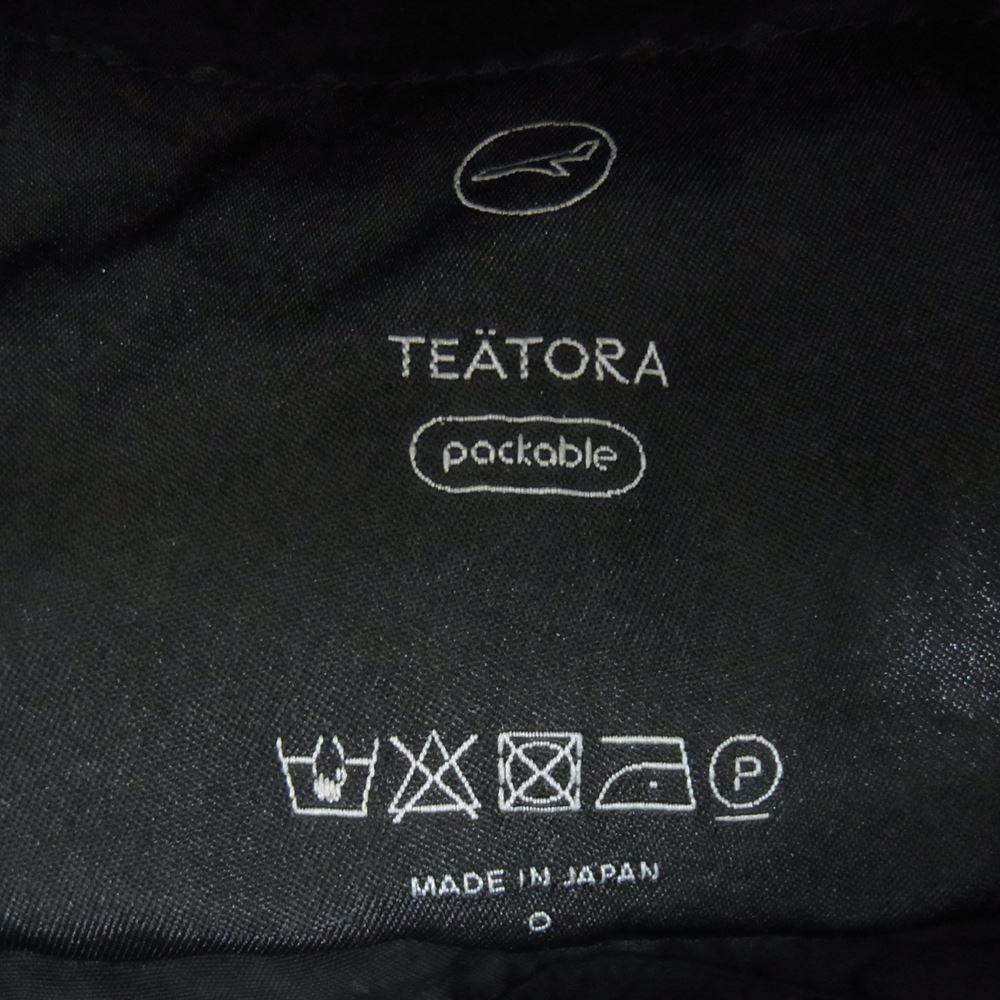 TEÄTORA
packable
P
MADE IN JAPAN
0